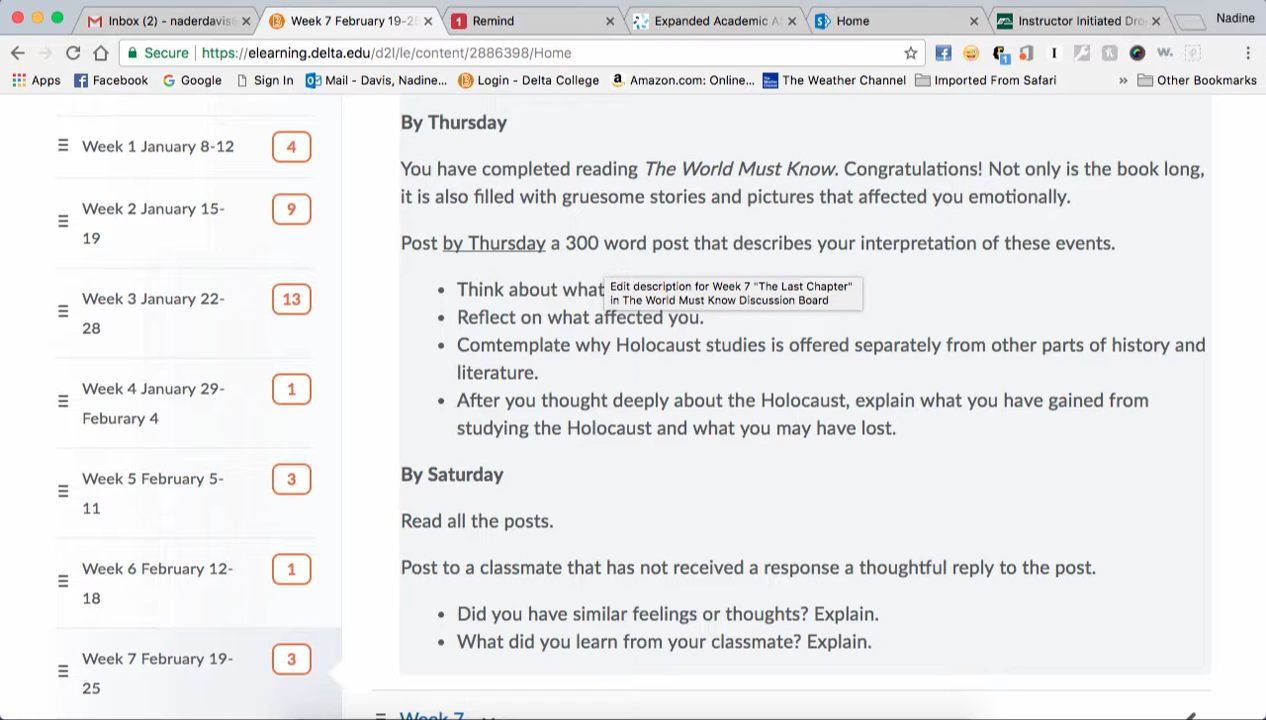 Inbox (2) - naderdavis
Week 7 February 19-2
Remind
Expanded Academic A
Home
Instructor Initiated Dro
Nadine
Secure
https://elearning.delta.edu/d2l/le/content/2886398/Home
Apps
Facebook
Google
Sign In
Mail - Davis, Nadine...
Login - Delta College
Amazon.com: Online...
The Weather Channel
Imported From Safari
»
Other Bookmarks
Week 1 January 8-12
4
Week 2 January 15-
19
9
Week 3 January 22-
28
13
Week 4 January 29-
Feburary 4
1
Week 5 February 5-
11
3
Week 6 February 12-
18
1
Week 7 February 19-
25
3
By Thursday
You have completed reading The World Must Know. Congratulations! Not only is the book long,
it is also filled with gruesome stories and pictures that affected you emotionally.
Post by Thursday a 300 word post that describes your interpretation of these events.
• Think about what
Edit description for Week 7 "The Last Chapter"
in The World Must Know Discussion Board
• Reflect on what affected you.
• Comtemplate why Holocaust studies is offered separately from other parts of history and
literature.
• After you thought deeply about the Holocaust, explain what you have gained from
studying the Holocaust and what you may have lost.
By Saturday
Read all the posts.
Post to a classmate that has not received a response a thoughtful reply to the post.
• Did you have similar feelings or thoughts? Explain.
• What did you learn from your classmate? Explain.
Week 7